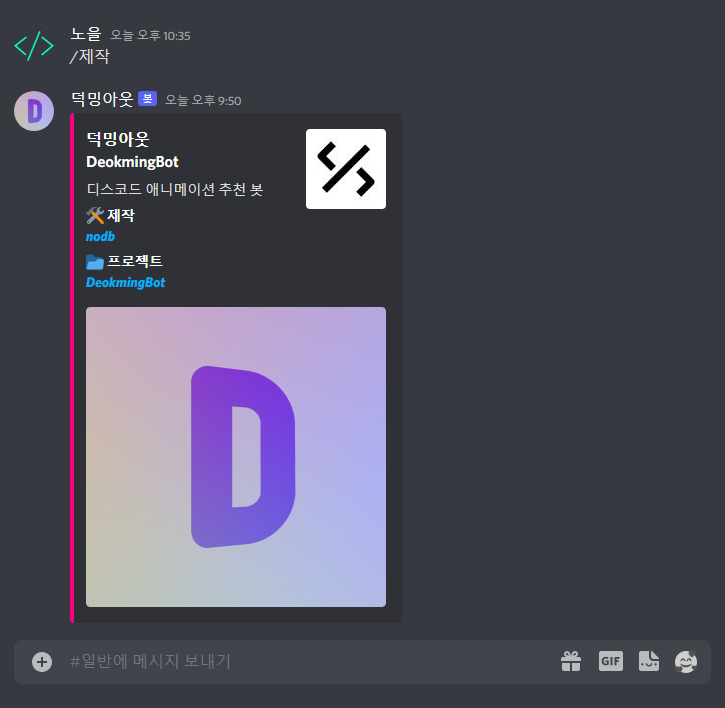 노을 오늘 오후 10:35
/제작
덕밍아웃 봇 오늘 오후 9:50
덕밍아웃
DeokmingBot
디스코드 애니메이션 추천 봇
제작
nodb
프로젝트
DeokmingBot
D
#일반에 메시지 보내기
GIF